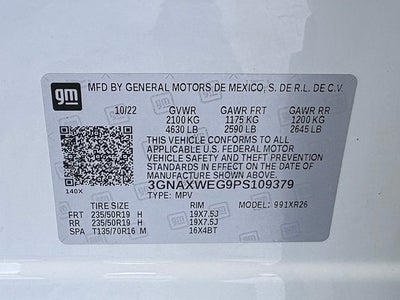 gm
MFD BY GENERAL MOTORS DE MEXICO, S. DE R.L. DE C.V.
10/22 GVWR GAWR FRT GAWR RR
2100 KG 1175 KG 1200 KG
4630 LB 2590 LB 2645 LB
THIS VEHICLE CONFORMS TO ALL
APPLICABLE U.S. FEDERAL MOTOR
VEHICLE SAFETY, BUMPER, AND THEFT
PREVENTION STANDARDS IN EFFECT ON
THE DATE OF MANUFACTURE SHOWN ABOVE.
3GNAXWEG9PS109379
140X TYPE: MPV MODEL: 991XR26
TIRE SIZE RIM
FRT 235/50R19 H 19X7.5J
RR 235/50R19 H 19X7.5J
SPA T135/70R16 M 16X4BT